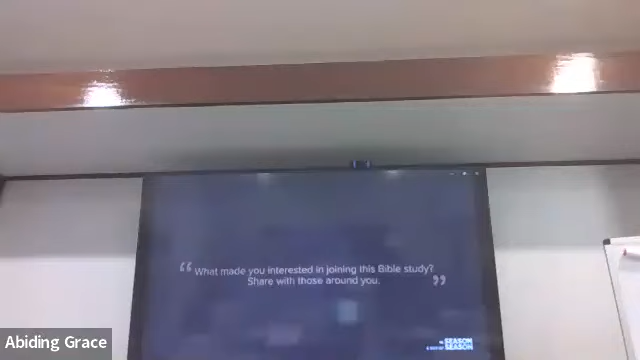 “ What made you interested in joining this Bible study?
Share with those around you. ”
SEASON
SEASON
Abiding Grace